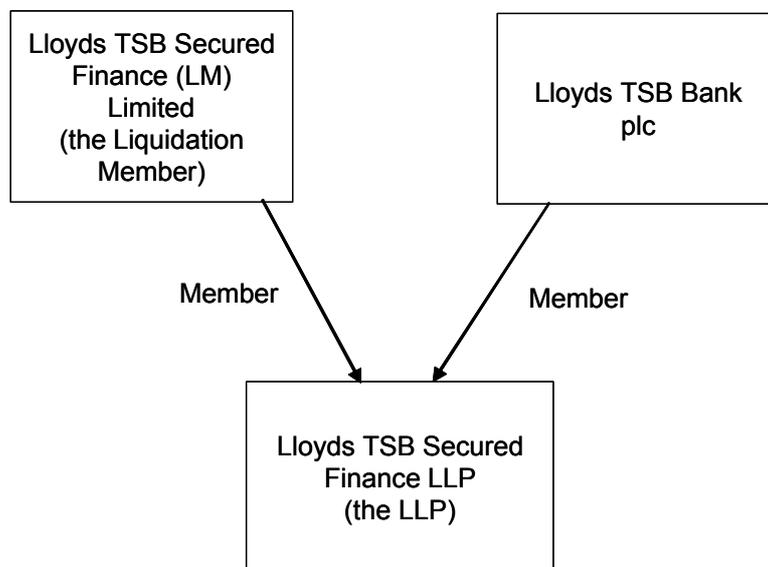 Lloyds TSB Secured
Finance (LM)
Limited
(the Liquidation
Member)
Lloyds TSB Bank
plc
Member
Member
Lloyds TSB Secured
Finance LLP
(the LLP)